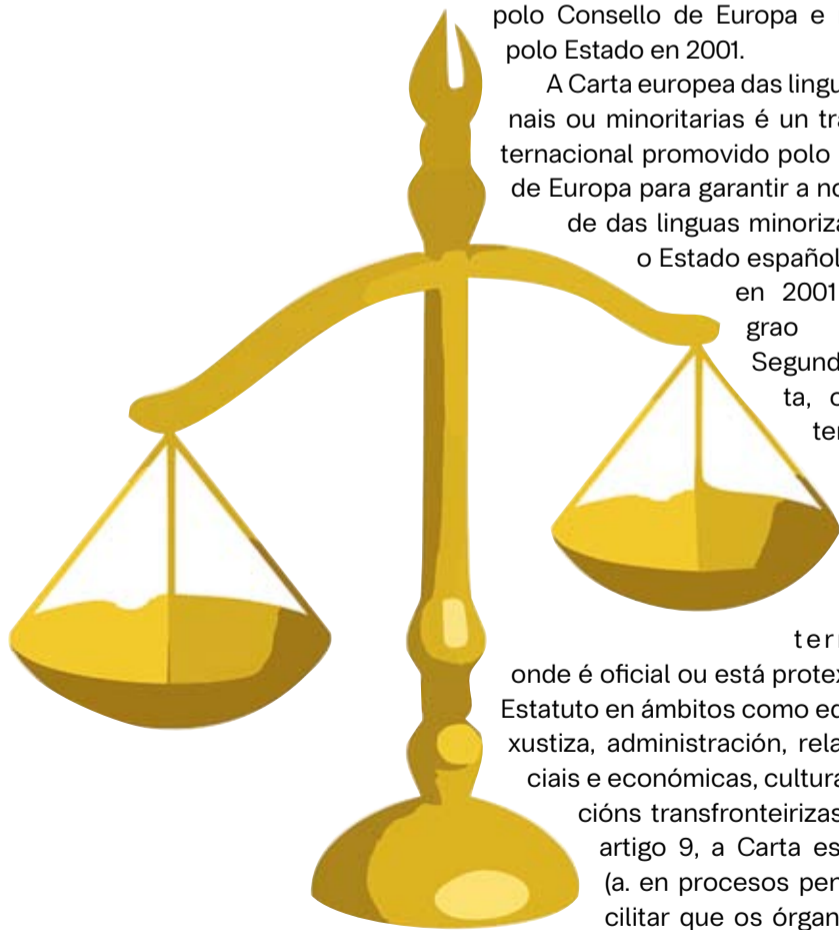 polo Consello de Europa e
polo Estado en 2001.
A Carta europea das lingu
nais ou minoritarias é un tra
ternacional promovido polo
de Europa para garantir a no
de das linguas minoriza
o Estado español
en 2001
grao
Segund
ta, o
ter
terr
onde é oficial ou está protex
Estatuto en ámbitos como ed
xustiza, administración, rela
ciais e económicas, cultura
cións transfronteirizas
artigo 9, a Carta es
(a. en procesos pen
cilitar que os órgan